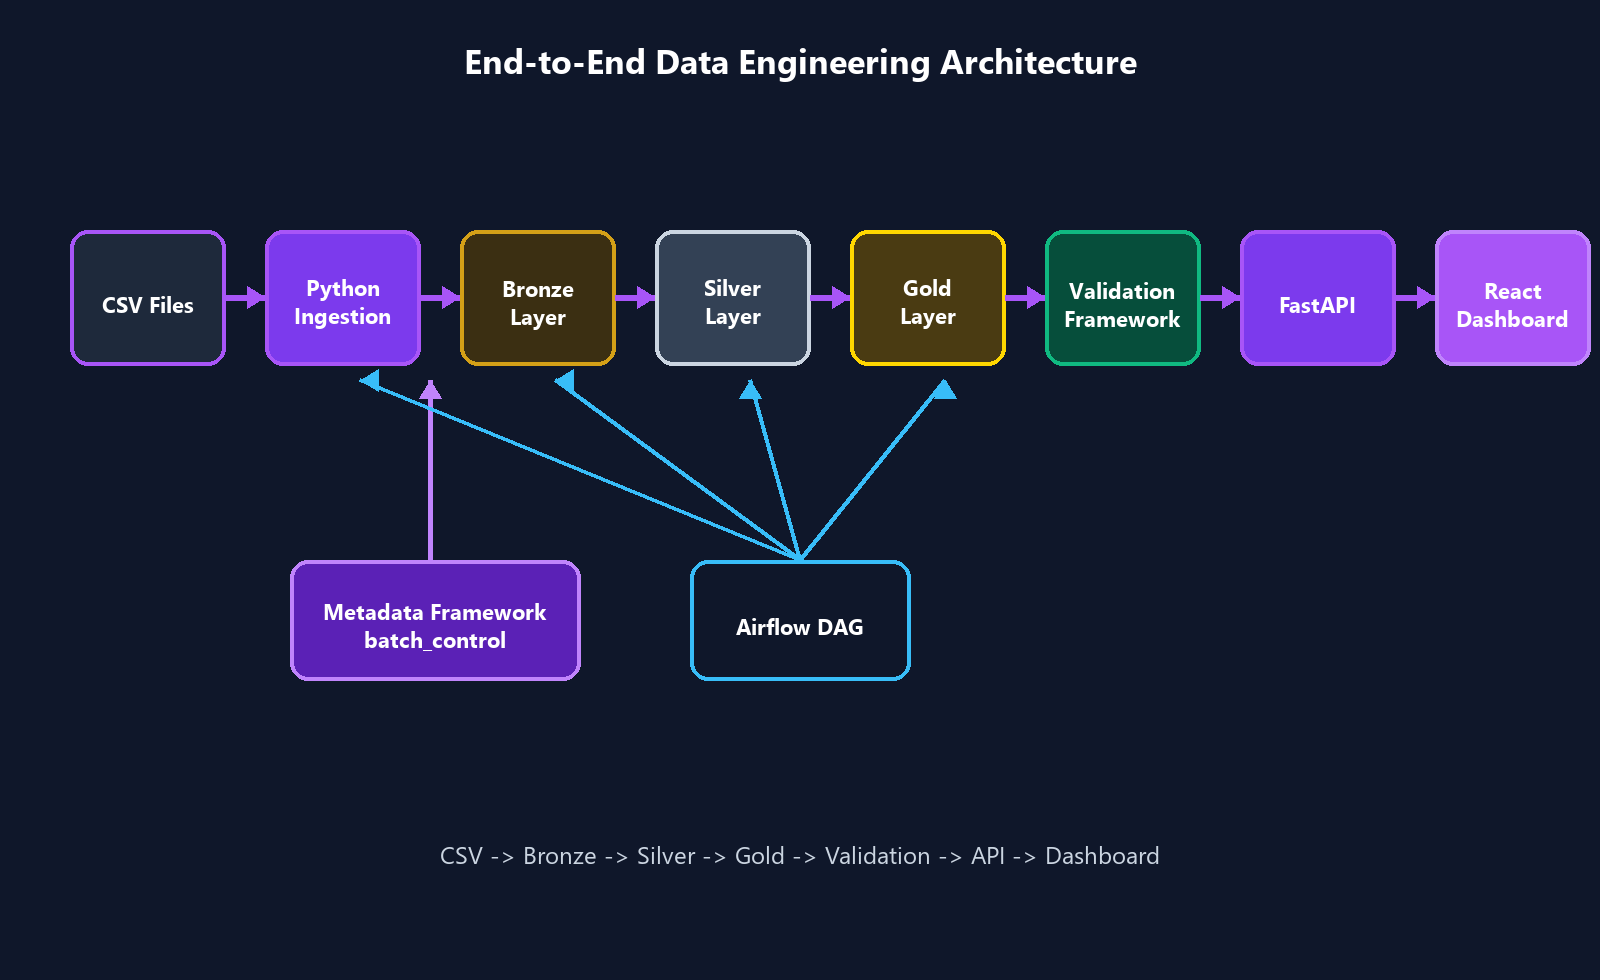 End-to-End Data Engineering Architecture
CSV Files
Python
Ingestion
Bronze
Layer
Silver
Layer
Gold
Layer
Validation
Framework
FastAPI
React
Dashboard
Metadata Framework
batch_control
Airflow DAG
CSV -> Bronze -> Silver -> Gold -> Validation -> API -> Dashboard